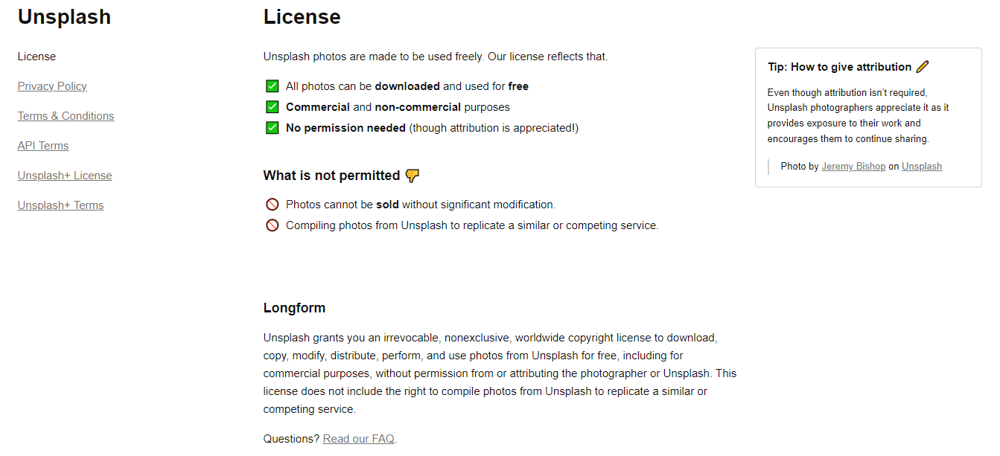 Unsplash
License
Privacy Policy
Terms & Conditions
API Terms
Unsplash+ License
Unsplash+ Terms
License
Unsplash photos are made to be used freely. Our license reflects that.
All photos can be downloaded and used for free
Commercial and non-commercial purposes
No permission needed (though attribution is appreciated!)
What is not permitted
Photos cannot be sold without significant modification.
Compiling photos from Unsplash to replicate a similar or competing service.
Longform
Unsplash grants you an irrevocable, nonexclusive, worldwide copyright license to download,
copy, modify, distribute, perform, and use photos from Unsplash for free, including for
commercial purposes, without permission from or attributing the photographer or Unsplash. This
license does not include the right to compile photos from Unsplash to replicate a similar or
competing service.
Questions? Read our FAQ.
Tip: How to give attribution
Even though attribution isn't required,
Unsplash photographers appreciate it as it
provides exposure to their work and
encourages them to continue sharing.
Photo by Jeremy Bishop on Unsplash